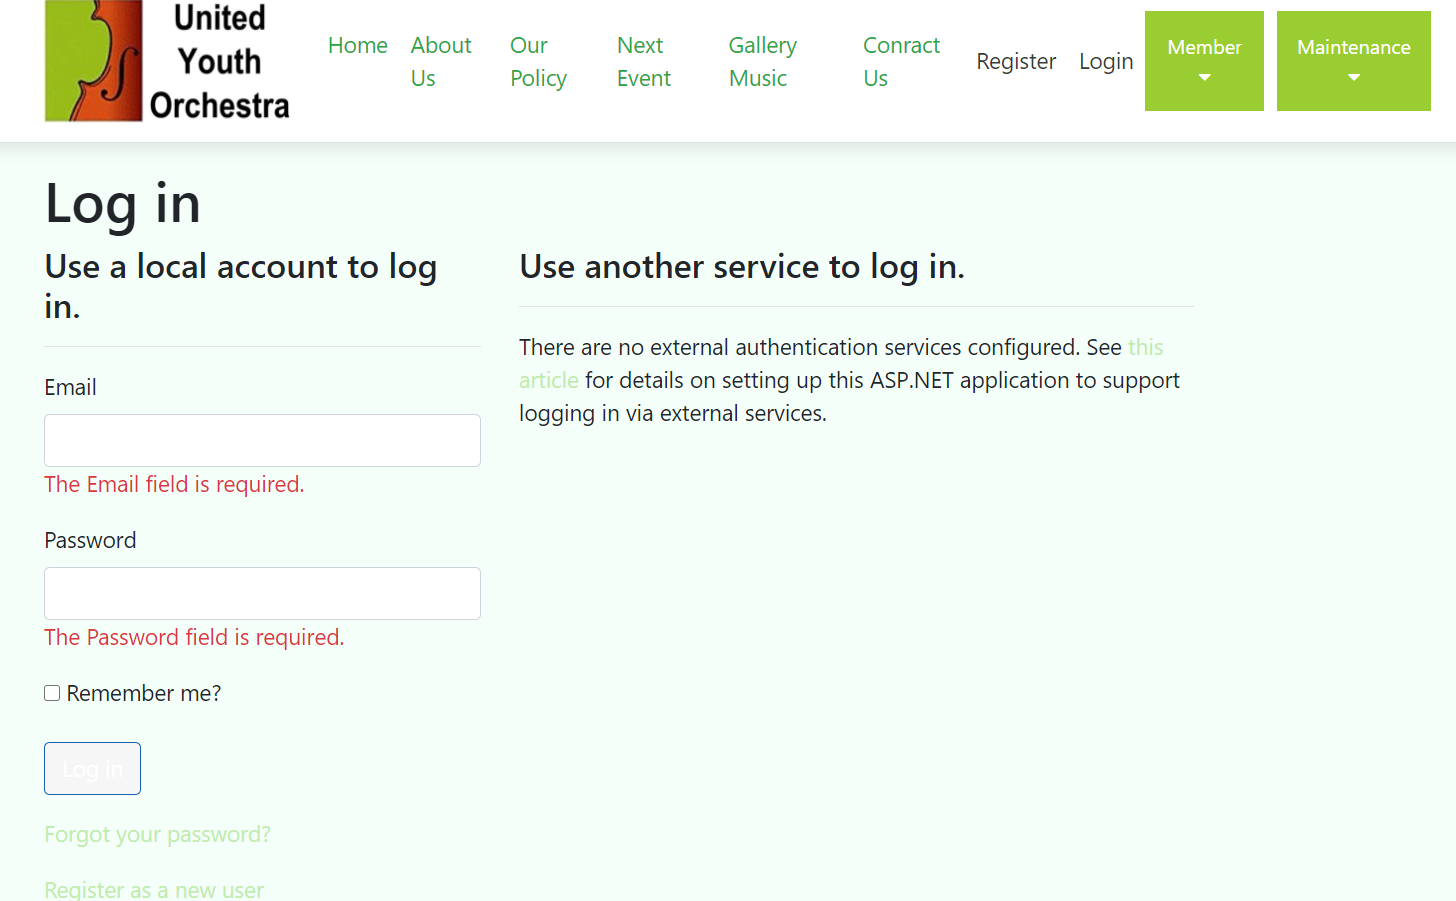 United
Youth
Orchestra
Home
About
Us
Our
Policy
Next
Event
Gallery
Music
Conract
Us
Register
Login
Member
Maintenance
Log in
Use a local account to log
in.
Email
The Email field is required.
Password
The Password field is required.
Remember me?
Log in
Forgot your password?
Register as a new user
Use another service to log in.
There are no external authentication services configured. See this
article for details on setting up this ASP.NET application to support
logging in via external services.